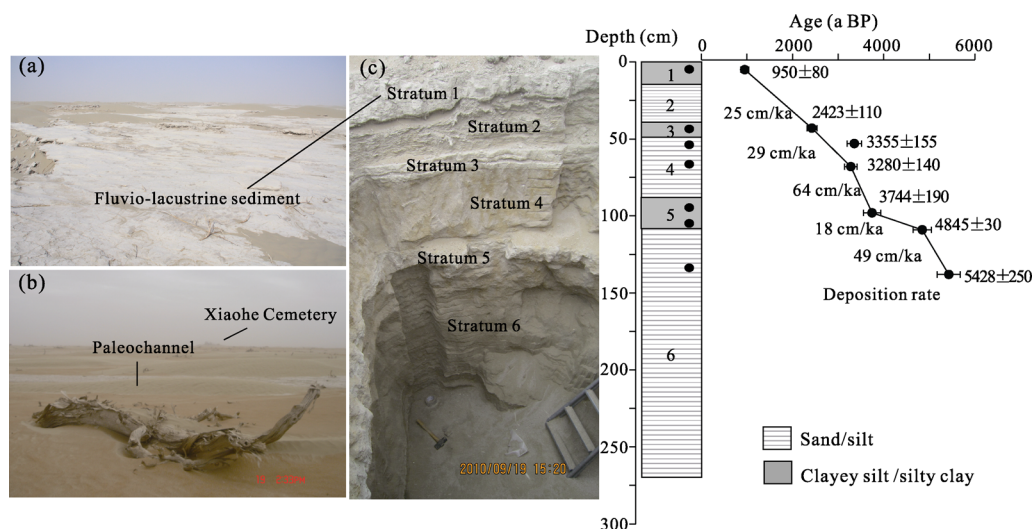 (a)
Fluvio-lacustrine sediment
(b)
Xiaohe Cemetery
Paleochannel
(c)
Stratum 1
Stratum 2
Stratum 3
Stratum 4
Stratum 5
Stratum 6
2010/09/19 15:20
Age (a BP)
Depth (cm)
0 2000 4000 6000
0
50
100
150
200
250
300
1
2
3
4
5
6
950±80
25 cm/ka
2423±110
29 cm/ka
3355±155
3280±140
64 cm/ka
3744±190
18 cm/ka
4845±30
49 cm/ka
5428±250
Deposition rate
Sand/silt
Clayey silt/silty clay